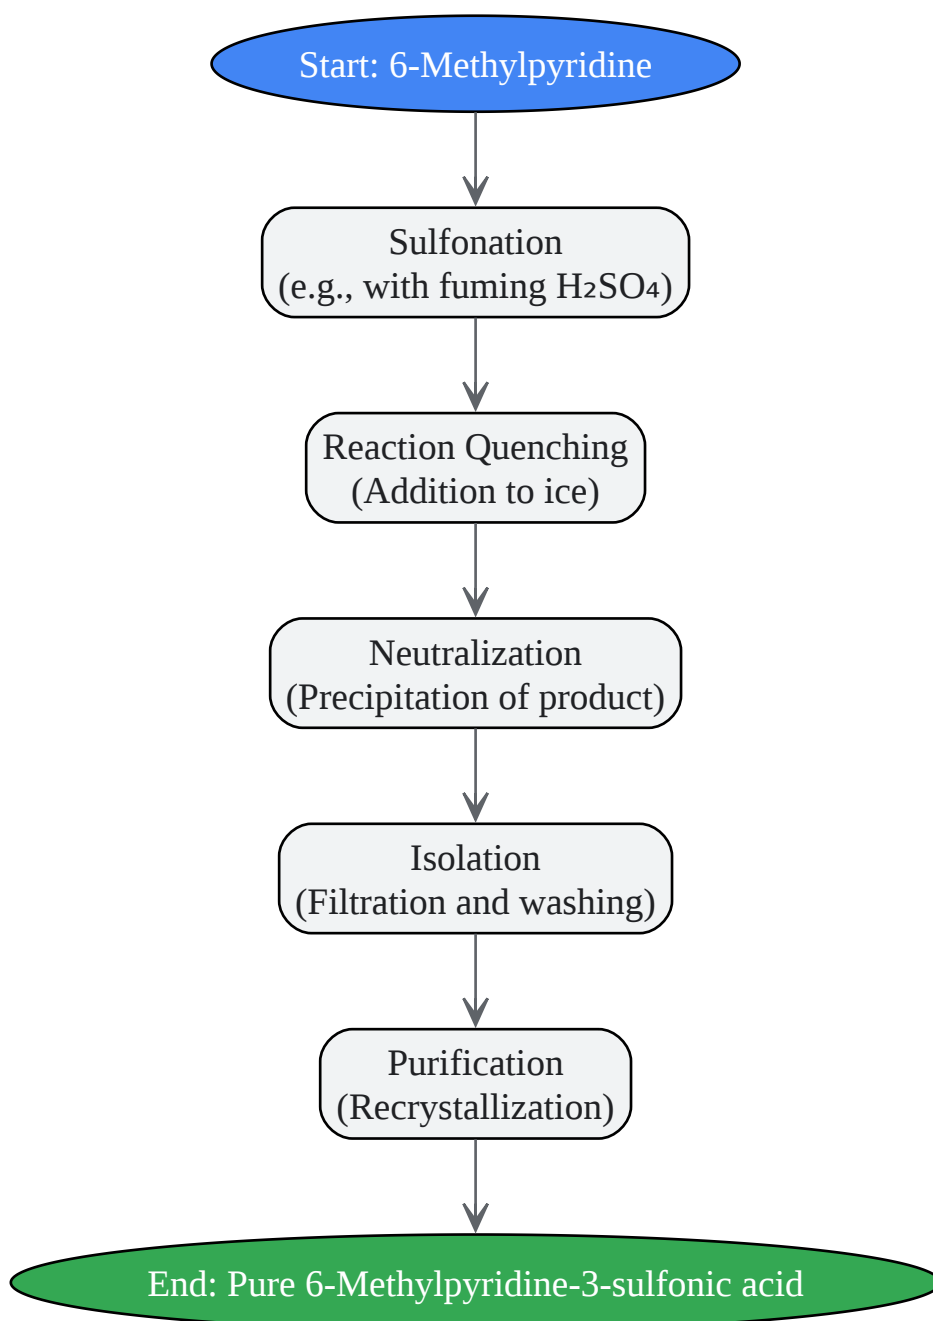 Start: 6-Methylpyridine
Sulfonation
(e.g., with fuming H₂SO₄)
Reaction Quenching
(Addition to ice)
Neutralization
(Precipitation of product)
Isolation
(Filtration and washing)
Purification
(Recrystallization)
End: Pure 6-Methylpyridine-3-sulfonic acid